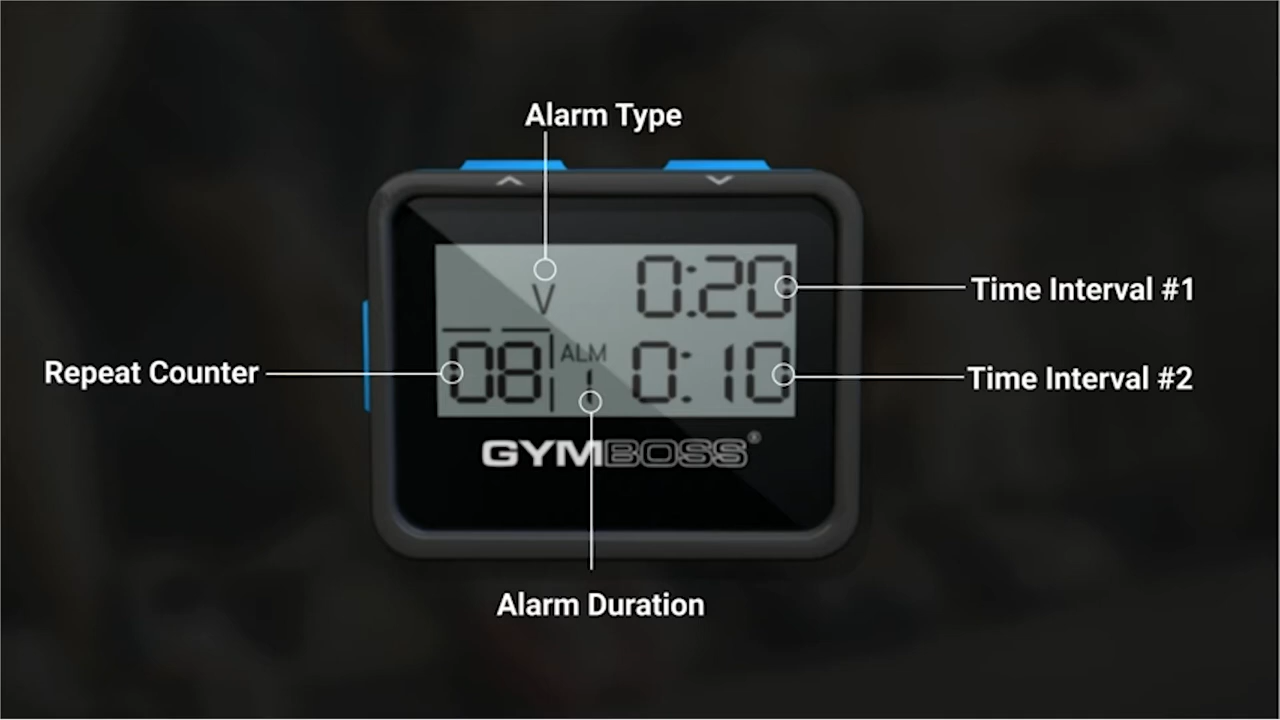 Alarm Type
V
0:20
Time Interval #1
Repeat Counter
08
ALM
1
0:10
Time Interval #2
GYMBOSS®
Alarm Duration